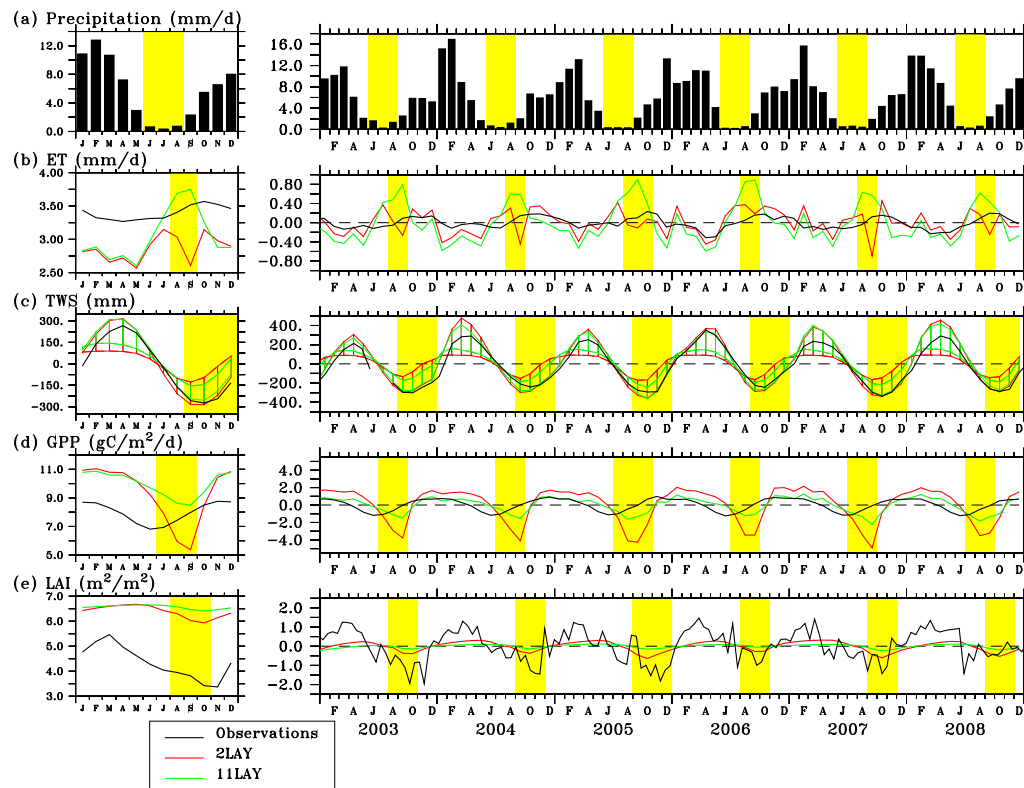 (a) Precipitation (mm/d)
12.0
8.0
4.0
0.0
J F M A M J J A S O N D
16.0
12.0
8.0
4.0
0.0
F A J A O D F A J A O D F A J A O D F A J A O D F A J A O D F A J A O D
(b) ET (mm/d)
4.00
3.50
3.00
2.50
J F M A M J J A S O N D
0.80
0.40
0.00
-0.40
-0.80
F A J A O D F A J A O D F A J A O D F A J A O D F A J A O D F A J A O D
(c) TWS (mm)
300.
150.
0.
-150.
-300.
J F M A M J J A S O N D
400.
200.
0.
-200.
-400.
F A J A O D F A J A O D F A J A O D F A J A O D F A J A O D F A J A O D
(d) GPP (gC/m²/d)
11.0
9.0
7.0
5.0
J F M A M J J A S O N D
4.0
2.0
0.0
-2.0
-4.0
F A J A O D F A J A O D F A J A O D F A J A O D F A J A O D F A J A O D
(e) LAI (m²/m²)
7.0
6.0
5.0
4.0
3.0
J F M A M J J A S O N D
2.0
1.0
0.0
-1.0
-2.0
F A J A O D F A J A O D F A J A O D F A J A O D F A J A O D F A J A O D
2003 2004 2005 2006 2007 2008
Observations
2LAY
11LAY